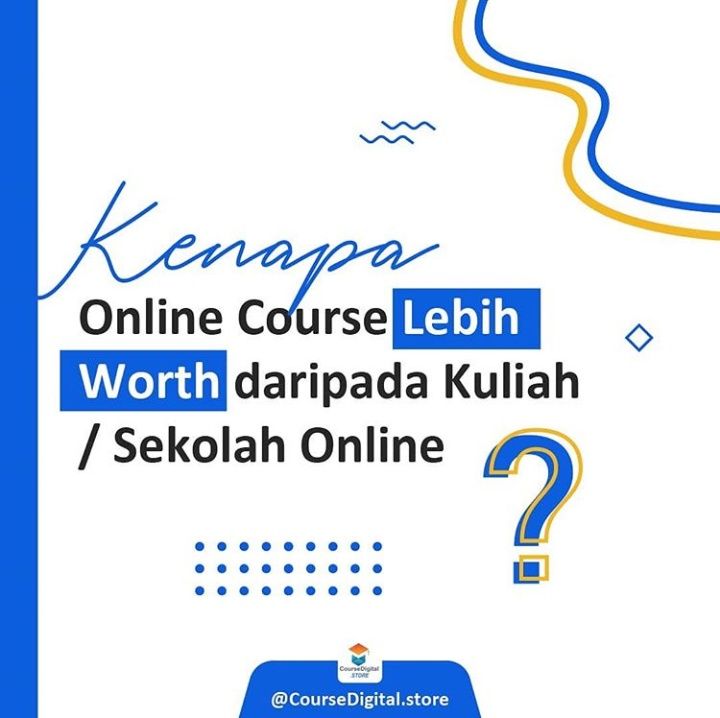 Kenapa
Online Course Lebih
Worth daripada Kuliah
/ Sekolah Online
?
CourseDigital
.STORE
@CourseDigital.store